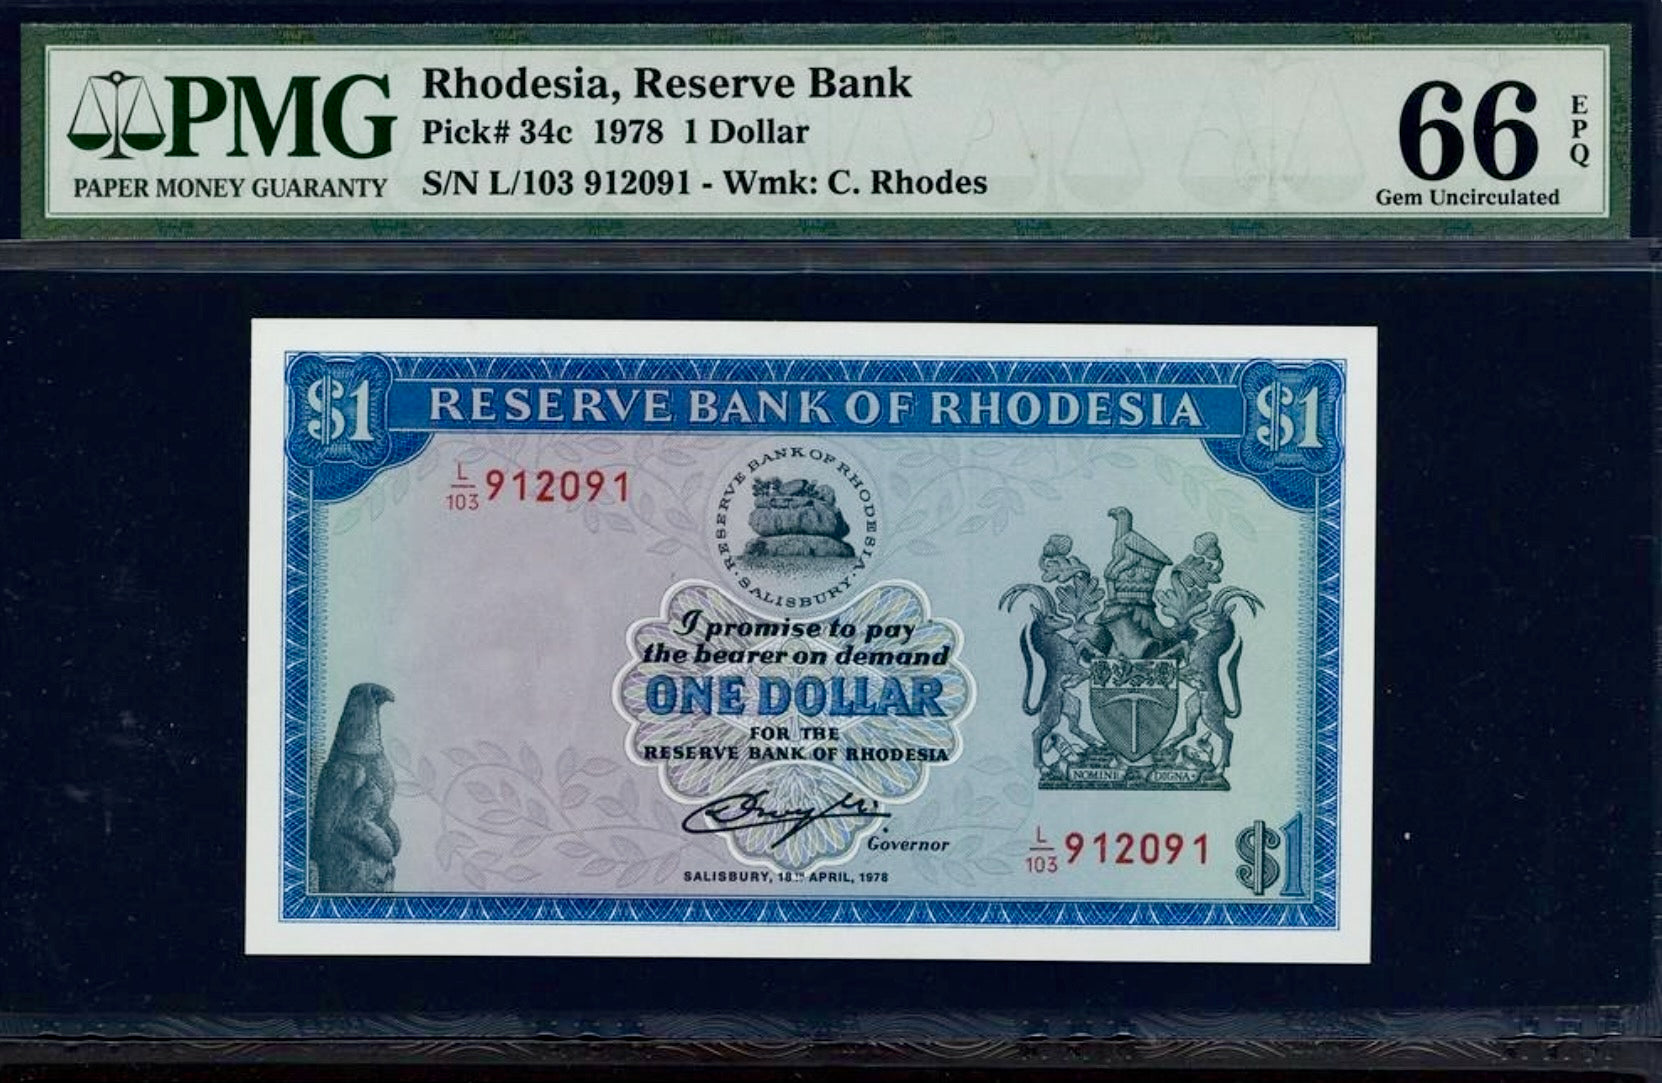 PMG
PAPER MONEY GUARANTY
Rhodesia, Reserve Bank
Pick# 34c 1978 1 Dollar
S/N L/103 912091 - Wmk: C. Rhodes
66
EPQ
Gem Uncirculated
$1
RESERVE BANK OF RHODESIA
$1
L/103 912091
RESERVE BANK OF RHODESIA
· SALISBURY ·
I promise to pay
the bearer on demand
ONE DOLLAR
FOR THE
RESERVE BANK OF RHODESIA
Governor
SALISBURY, 18TH APRIL, 1978
NOMINE DIGNA
L/103 912091
$1